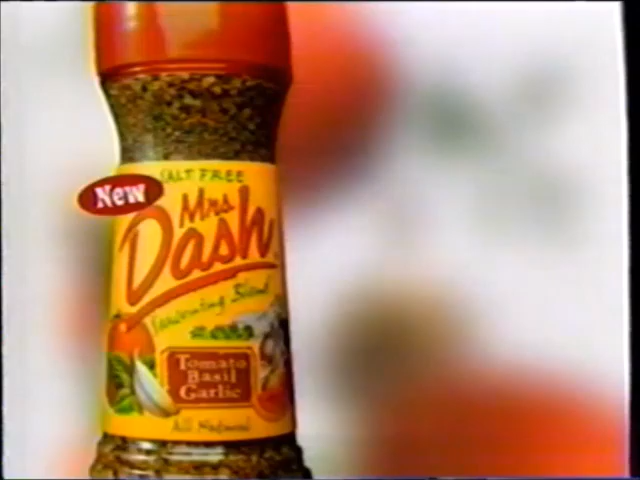 SALT FREE
New
Mrs
Dash
Seasoning Blend
Tomato
Basil
Garlic
All Natural